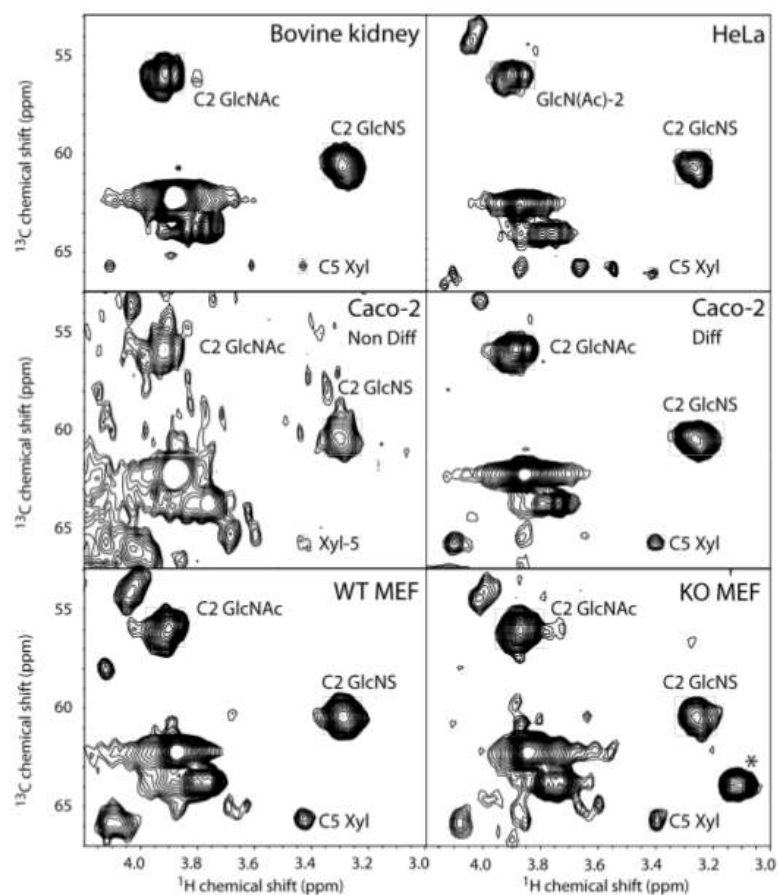 Bovine kidney
HeLa
55
C2 GlcNAc
GlcN(Ac)-2
C2 GlcNS
C2 GlcNS
60
65
C5 Xyl
C5 Xyl
13C chemical shift (ppm)
Caco-2
Non Diff
Caco-2
Diff
55
C2 GlcNAc
C2 GlcNAc
C2 GlcNS
C2 GlcNS
60
65
Xyl-5
C5 Xyl
13C chemical shift (ppm)
WT MEF
KO MEF
55
C2 GlcNAc
C2 GlcNAc
C2 GlcNS
C2 GlcNS
60
*
65
C5 Xyl
C5 Xyl
13C chemical shift (ppm)
4.0 3.8 3.6 3.4 3.2 3.0
4.0 3.8 3.6 3.4 3.2 3.0
1H chemical shift (ppm)
1H chemical shift (ppm)